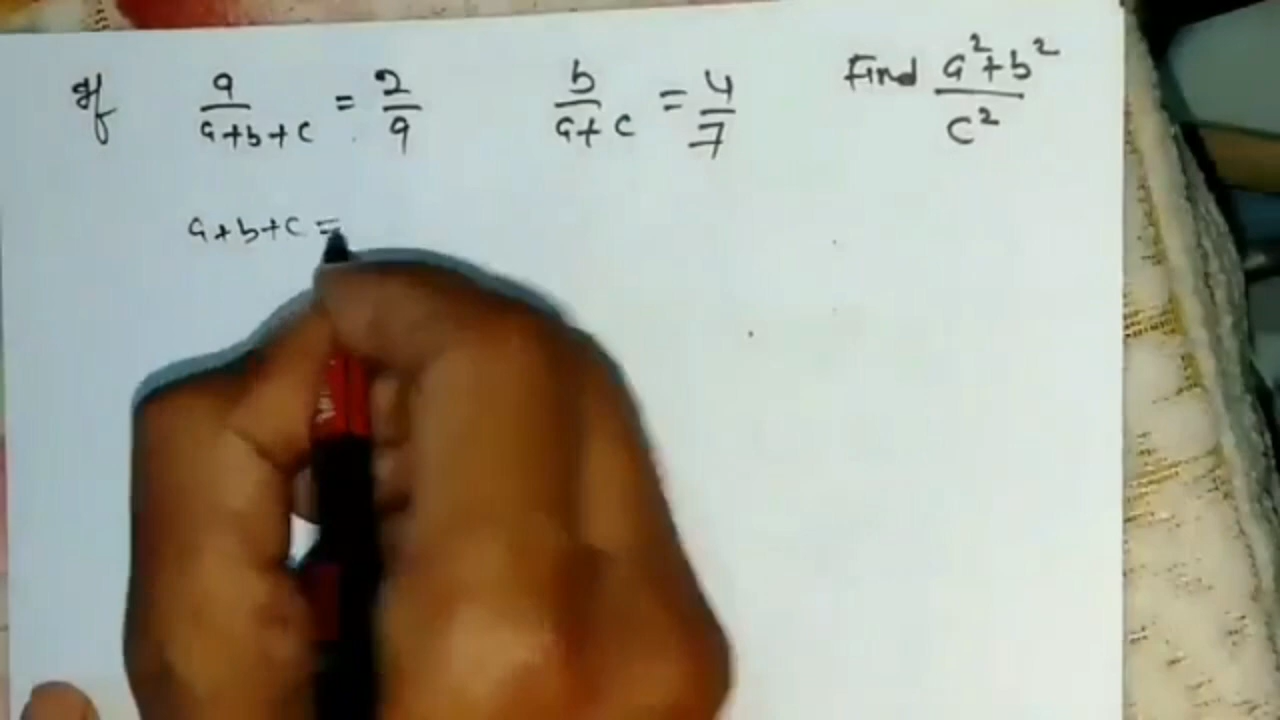 If a/(a+b+c) = 2/9 b/(a+c) = 4/7 Find (a²+b²)/c²
a+b+c =